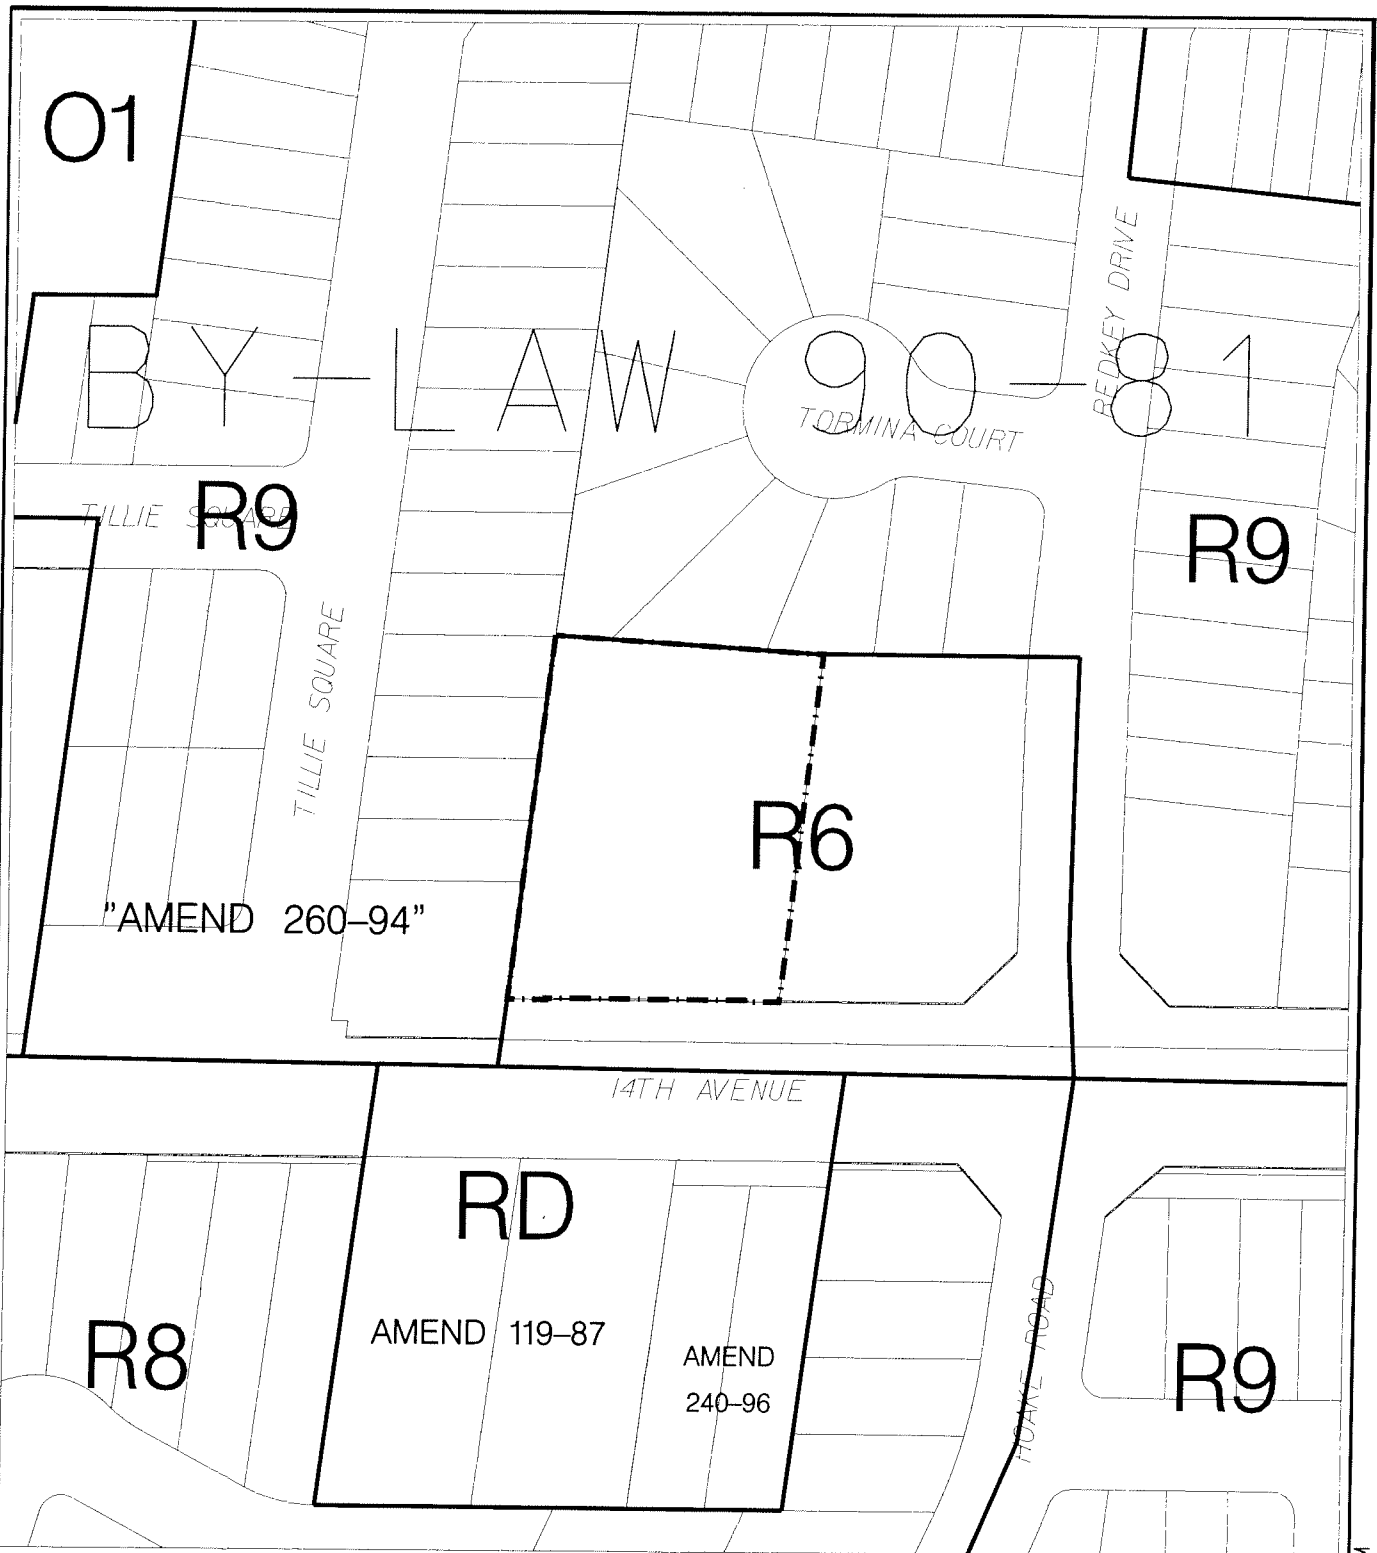 O1
REDKEY DRIVE
BY-LAW 90-81
TORMINA COURT
R9
TILLIE SQUARE
R9
TILLIE SQUARE
R6
"AMEND 260–94"
14TH AVENUE
RD
AMEND 119–87
R8
AMEND
240–96
HOAKE ROAD
R9